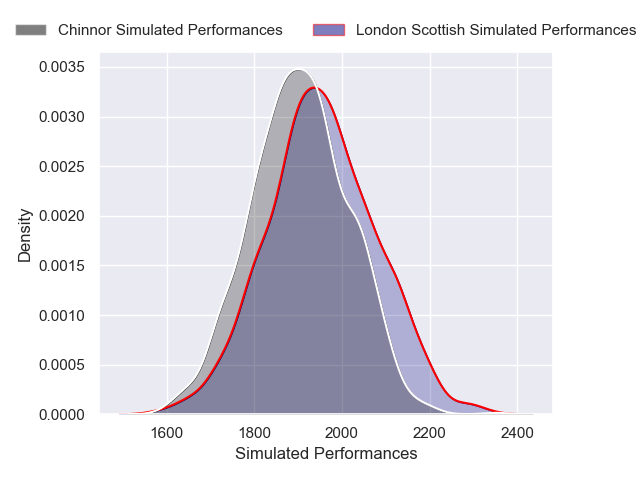 Chinnor Simulated Performances
London Scottish Simulated Performances
0.0035
0.0030
0.0025
0.0020
0.0015
0.0010
0.0005
0.0000
Density
1600 1800 2000 2200 2400
Simulated Performances